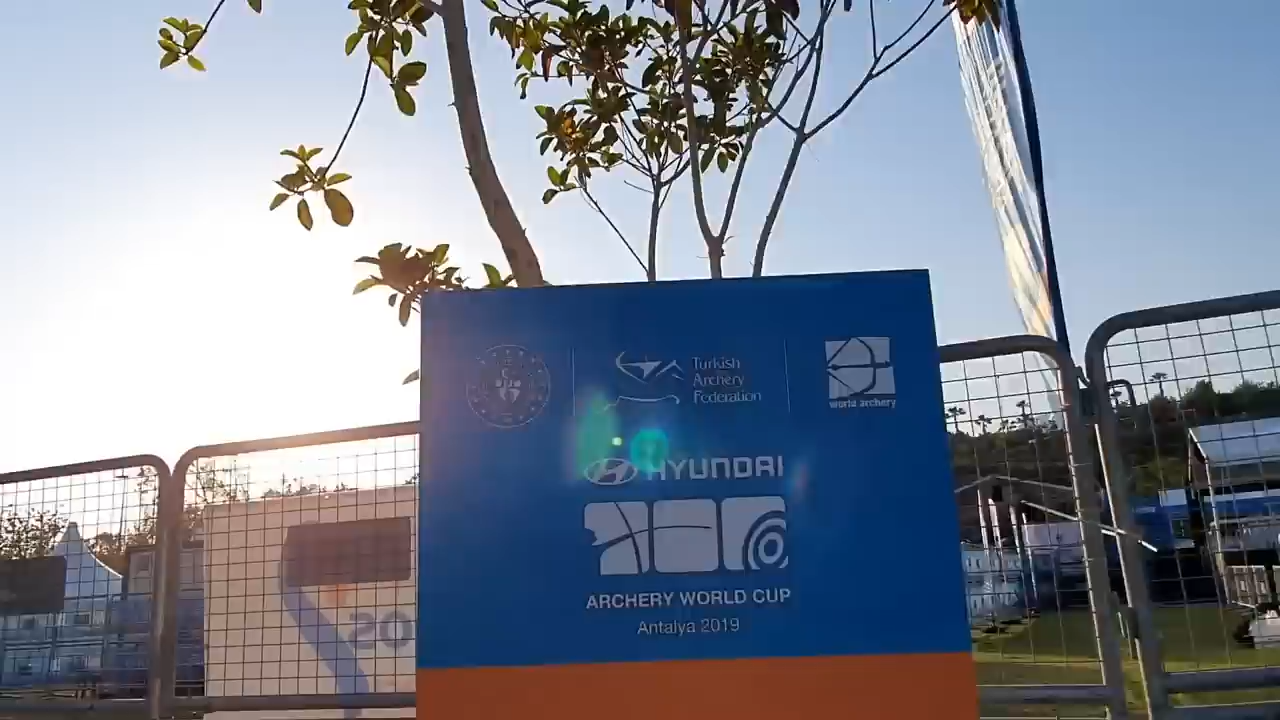 Turkish
Archery
Federation
world archery
HYUNDAI
ARCHERY WORLD CUP
Antalya 2019
20